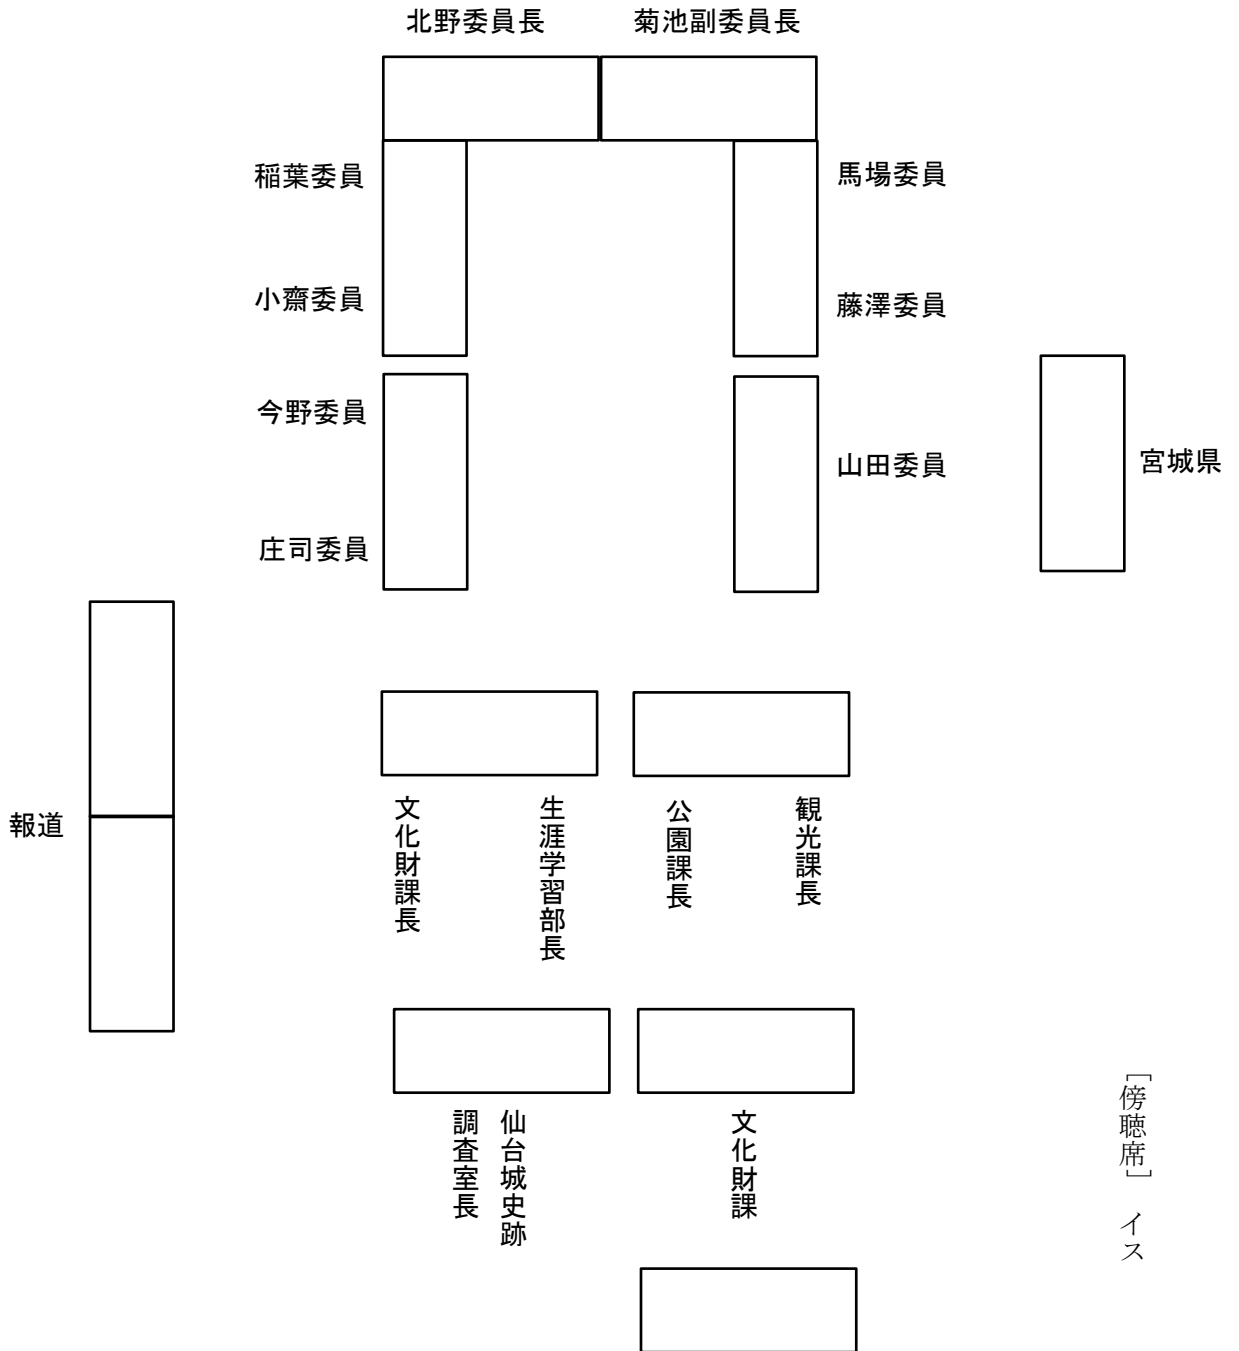 北野委員長
菊池副委員長
稲葉委員
馬場委員
小齋委員
藤澤委員
今野委員
山田委員
宮城県
庄司委員
報道
文化財課長
生涯学習部長
公園課長
観光課長
仙台城史跡
調査室長
文化財課
［傍聴席］　イス